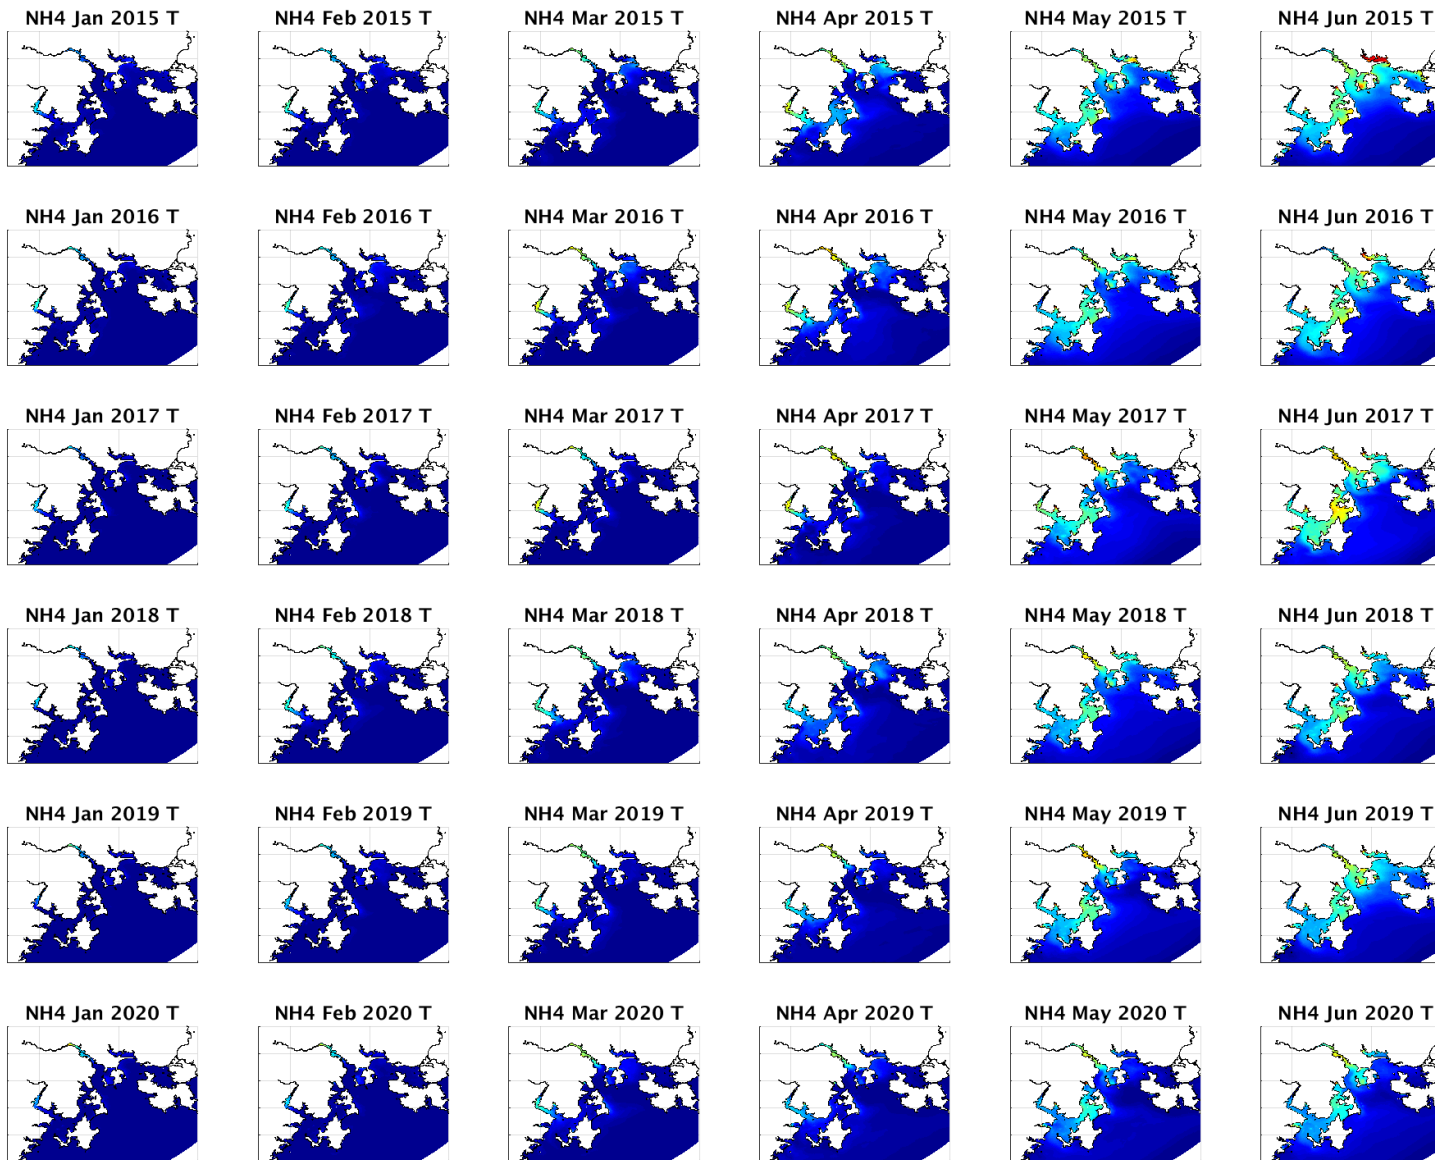 NH4 Jan 2015 T
NH4 Feb 2015 T
NH4 Mar 2015 T
NH4 Apr 2015 T
NH4 May 2015 T
NH4 Jun 2015 T
NH4 Jan 2016 T
NH4 Feb 2016 T
NH4 Mar 2016 T
NH4 Apr 2016 T
NH4 May 2016 T
NH4 Jun 2016 T
NH4 Jan 2017 T
NH4 Feb 2017 T
NH4 Mar 2017 T
NH4 Apr 2017 T
NH4 May 2017 T
NH4 Jun 2017 T
NH4 Jan 2018 T
NH4 Feb 2018 T
NH4 Mar 2018 T
NH4 Apr 2018 T
NH4 May 2018 T
NH4 Jun 2018 T
NH4 Jan 2019 T
NH4 Feb 2019 T
NH4 Mar 2019 T
NH4 Apr 2019 T
NH4 May 2019 T
NH4 Jun 2019 T
NH4 Jan 2020 T
NH4 Feb 2020 T
NH4 Mar 2020 T
NH4 Apr 2020 T
NH4 May 2020 T
NH4 Jun 2020 T